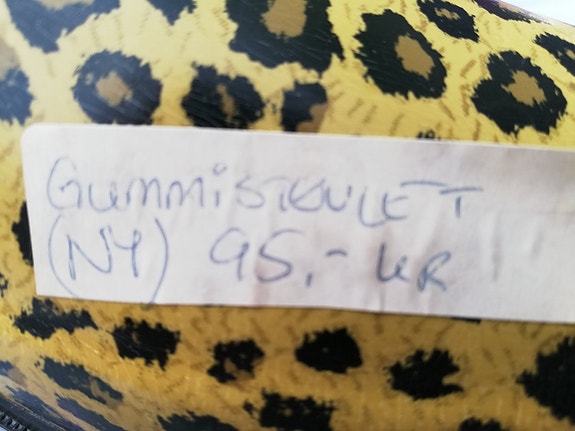 GUMMISTØVLETT
(NY) 95,- KR